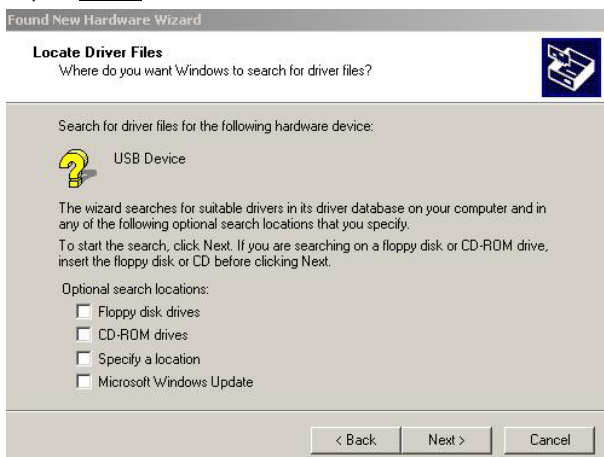 Found New Hardware Wizard
Locate Driver Files
Where do you want Windows to search for driver files?
Search for driver files for the following hardware device:
USB Device
The wizard searches for suitable drivers in its driver database on your computer and in
any of the following optional search locations that you specify.
To start the search, click Next. If you are searching on a floppy disk or CD-ROM drive,
insert the floppy disk or CD before clicking Next.
Optional search locations:
Floppy disk drives
CD-ROM drives
Specify a location
Microsoft Windows Update
< Back Next > Cancel